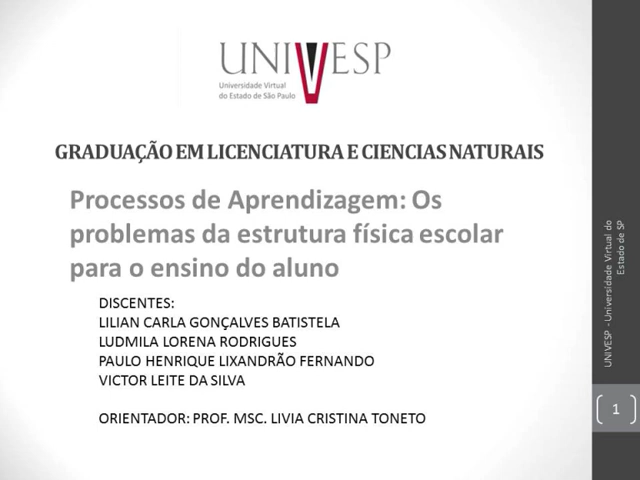 UNIVESP
Universidade Virtual
do Estado de São Paulo
GRADUAÇÃO EM LICENCIATURA E CIENCIAS NATURAIS
Processos de Aprendizagem: Os
problemas da estrutura física escolar
para o ensino do aluno
DISCENTES:
LILIAN CARLA GONÇALVES BATISTELA
LUDMILA LORENA RODRIGUES
PAULO HENRIQUE LIXANDRÃO FERNANDO
VICTOR LEITE DA SILVA
ORIENTADOR: PROF. MSC. LIVIA CRISTINA TONETO
UNIVESP - Universidade Virtual do
Estado de SP
1